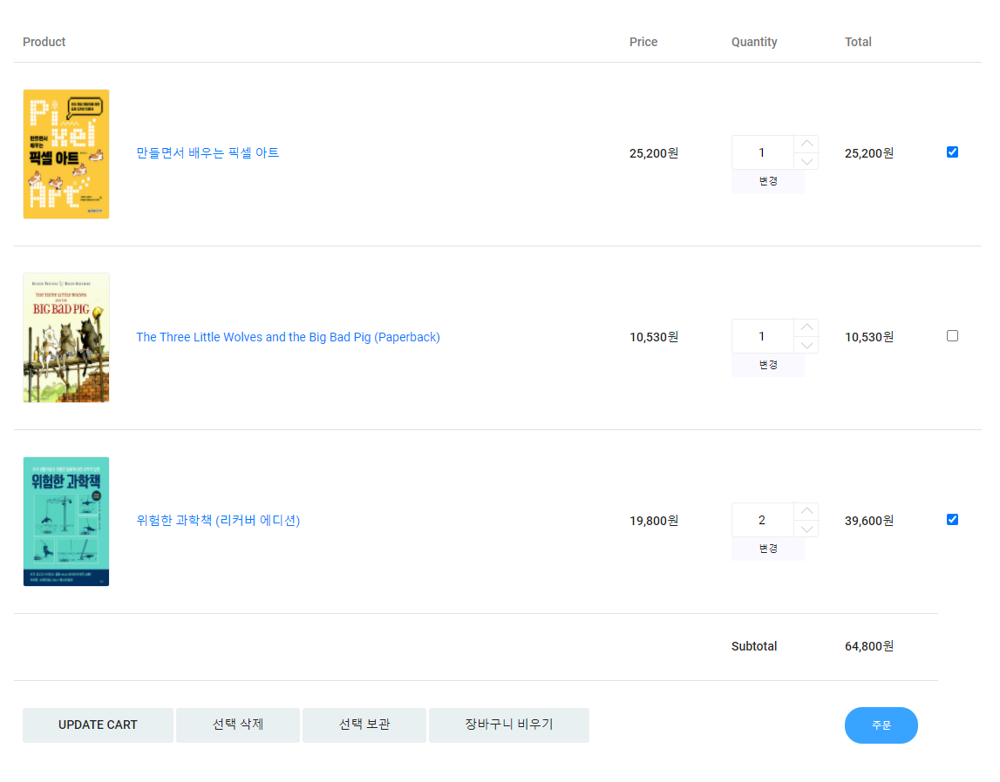 Product Price Quantity Total
Pixel
만들면서
배우는
픽셀 아트
Art
만들면서 배우는 픽셀 아트 25,200원 1 25,200원
변경
THE THREE LITTLE WOLVES
AND THE
BIG BAD PIG
The Three Little Wolves and the Big Bad Pig (Paperback) 10,530원 1 10,530원
변경
위험한 과학책
위험한 과학책 (리커버 에디션) 19,800원 2 39,600원
변경
Subtotal 64,800원
UPDATE CART 선택 삭제 선택 보관 장바구니 비우기 주문